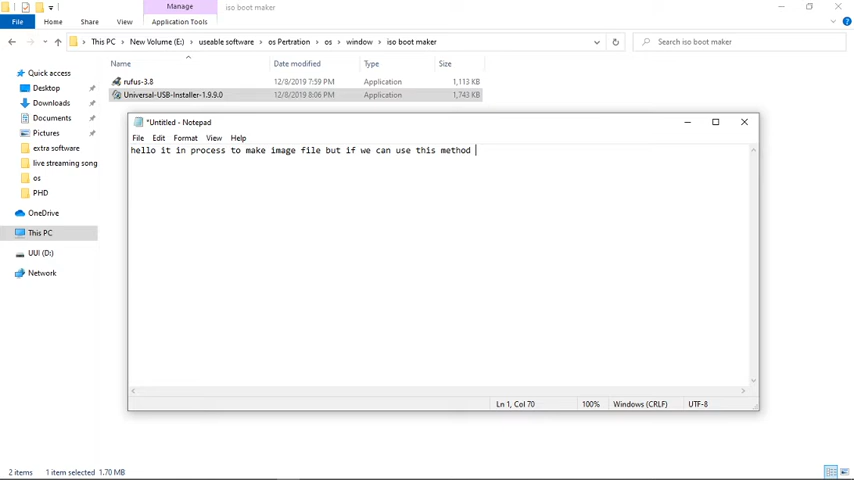 Manage
iso boot maker
File Home Share View Application Tools
This PC New Volume (E:) useable software os Pertration os window iso boot maker
Search iso boot maker
Name Date modified Type Size
Quick access
Desktop
Downloads
Documents
Pictures
extra software
live streaming song
os
PHD
OneDrive
This PC
UUI (D:)
Network
rufus-3.8 12/8/2019 7:59 PM Application 1,113 KB
Universal-USB-Installer-1.9.9.0 12/8/2019 8:06 PM Application 1,743 KB
*Untitled - Notepad
File Edit Format View Help
hello it in process to make image file but if we can use this method
Ln 1, Col 70 100% Windows (CRLF) UTF-8
2 items 1 item selected 1.70 MB